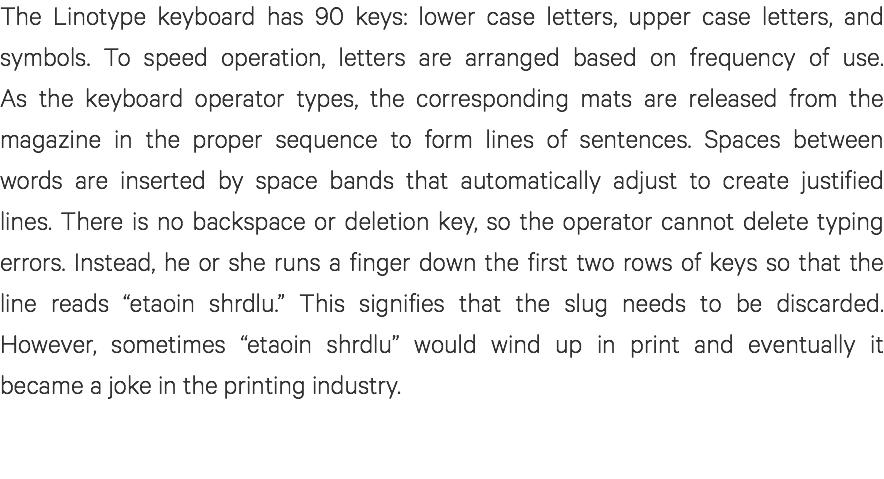 The Linotype keyboard has 90 keys: lower case letters, upper case letters, and
symbols. To speed operation, letters are arranged based on frequency of use.
As the keyboard operator types, the corresponding mats are released from the
magazine in the proper sequence to form lines of sentences. Spaces between
words are inserted by space bands that automatically adjust to create justified
lines. There is no backspace or deletion key, so the operator cannot delete typing
errors. Instead, he or she runs a finger down the first two rows of keys so that the
line reads “etaoin shrdlu.” This signifies that the slug needs to be discarded.
However, sometimes “etaoin shrdlu” would wind up in print and eventually it
became a joke in the printing industry.